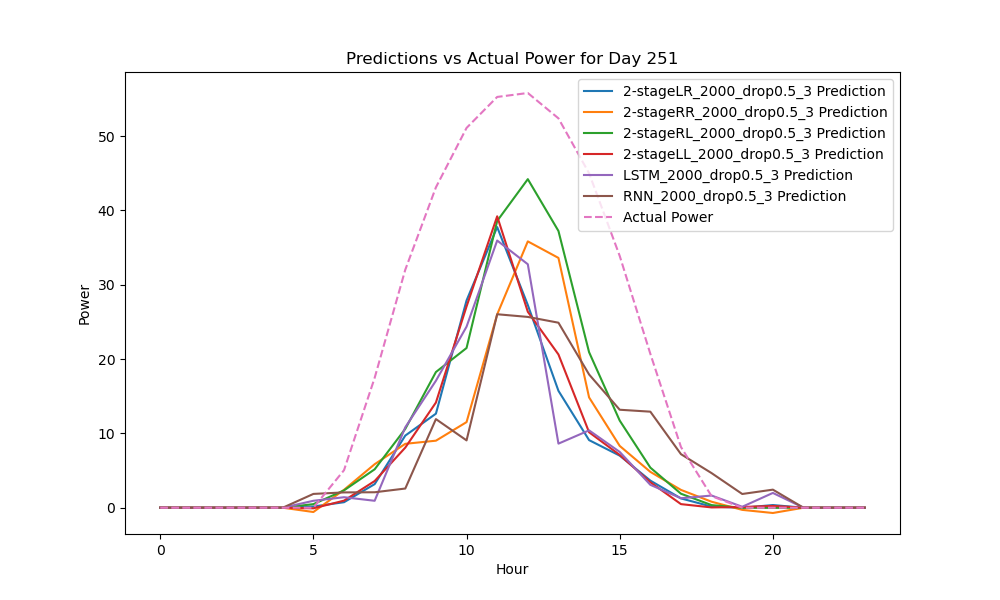 Predictions vs Actual Power for Day 251
2-stageLR_2000_drop0.5_3 Prediction
2-stageRR_2000_drop0.5_3 Prediction
2-stageRL_2000_drop0.5_3 Prediction
2-stageLL_2000_drop0.5_3 Prediction
LSTM_2000_drop0.5_3 Prediction
RNN_2000_drop0.5_3 Prediction
Actual Power
Power
50
40
30
20
10
0
0 5 10 15 20
Hour